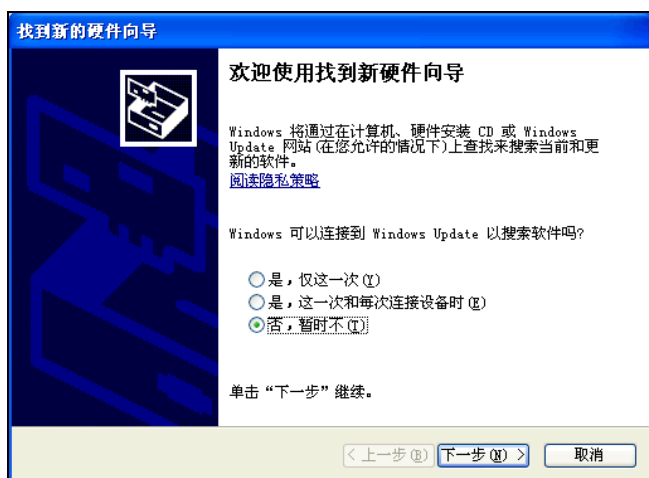 找到新的硬件向导
欢迎使用找到新硬件向导
Windows 将通过在计算机、硬件安装 CD 或 Windows
Update 网站(在您允许的情况下)上查找来搜索当前和更
新的软件。
阅读隐私策略
Windows 可以连接到 Windows Update 以搜索软件吗?
是，仅这一次(Y)
是，这一次和每次连接设备时(E)
否，暂时不(T)
单击“下一步”继续。
< 上一步(B) 下一步(N) > 取消